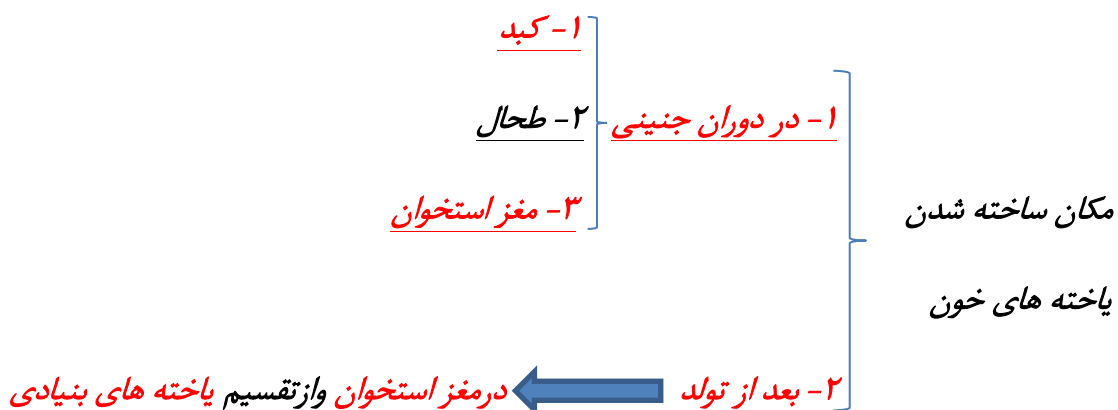 مکان ساخته شدن
یاخته های خون
۱- در دوران جنینی
۱- کبد
۲- طحال
۳- مغز استخوان
۲- بعد از تولد
درمغز استخوان وازتقسیم یاخته های بنیادی